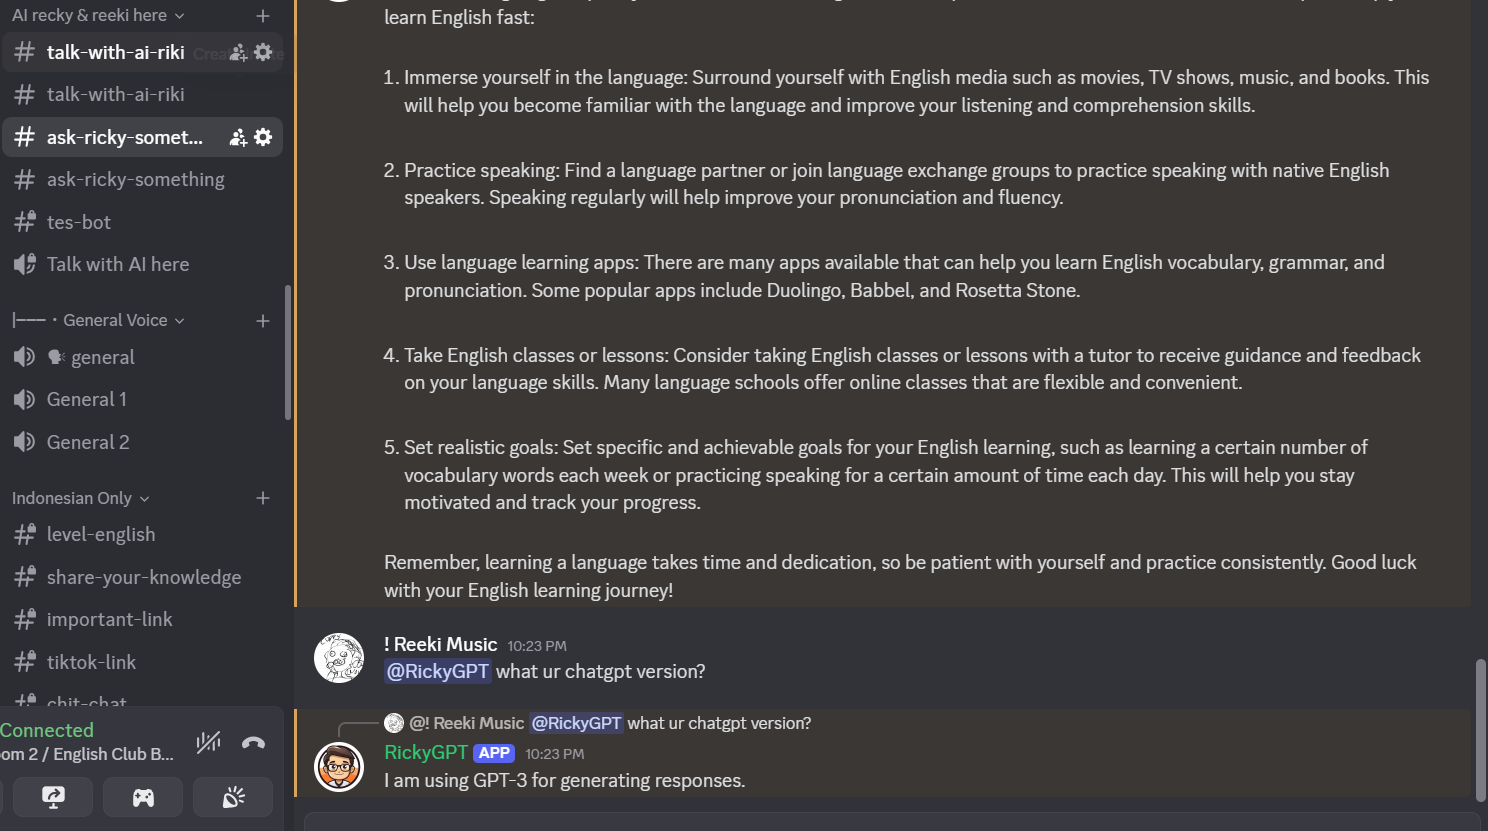 AI recky & reeki here
talk-with-ai-riki
talk-with-ai-riki
ask-ricky-somet...
ask-ricky-something
tes-bot
Talk with AI here
|––– • General Voice
general
General 1
General 2
Indonesian Only
level-english
share-your-knowledge
important-link
tiktok-link
chit-chat
Connected
oom 2 / English Club B...
learn English fast:
1. Immerse yourself in the language: Surround yourself with English media such as movies, TV shows, music, and books. This
will help you become familiar with the language and improve your listening and comprehension skills.
2. Practice speaking: Find a language partner or join language exchange groups to practice speaking with native English
speakers. Speaking regularly will help improve your pronunciation and fluency.
3. Use language learning apps: There are many apps available that can help you learn English vocabulary, grammar, and
pronunciation. Some popular apps include Duolingo, Babbel, and Rosetta Stone.
4. Take English classes or lessons: Consider taking English classes or lessons with a tutor to receive guidance and feedback
on your language skills. Many language schools offer online classes that are flexible and convenient.
5. Set realistic goals: Set specific and achievable goals for your English learning, such as learning a certain number of
vocabulary words each week or practicing speaking for a certain amount of time each day. This will help you stay
motivated and track your progress.
Remember, learning a language takes time and dedication, so be patient with yourself and practice consistently. Good luck
with your English learning journey!
! Reeki Music 10:23 PM
@RickyGPT what ur chatgpt version?
@! Reeki Music @RickyGPT what ur chatgpt version?
RickyGPT APP 10:23 PM
I am using GPT-3 for generating responses.